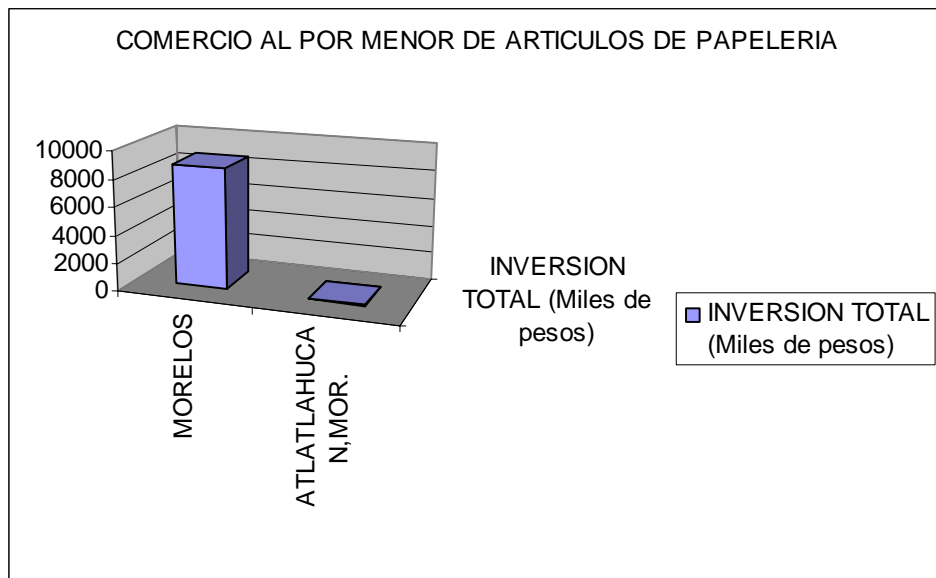 COMERCIO AL POR MENOR DE ARTICULOS DE PAPELERIA
10000
8000
6000
4000
2000
0
MORELOS
ATLATLAHUCA
N,MOR.
INVERSION
TOTAL (Miles de
pesos)
INVERSION TOTAL
(Miles de pesos)